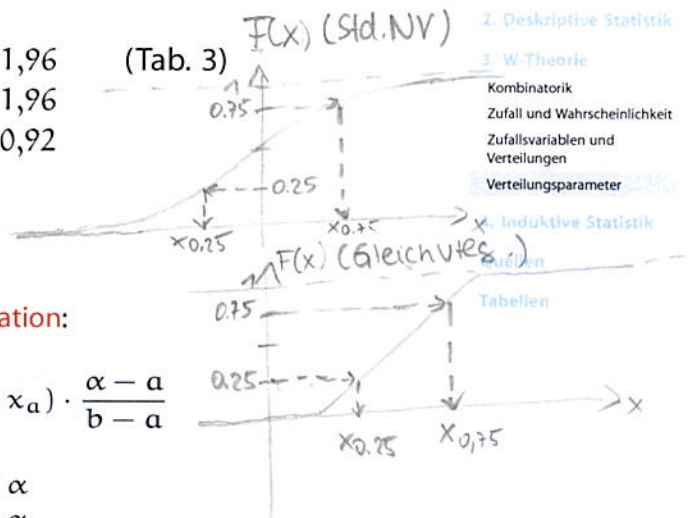 1,96 (Tab. 3)
1,96
0,92
F(x) (Std.NV)
1
0.75
0.25
x0.25
x0.75
x
F(x) (Gleichvteg.)
0.75
0.25
x0.25
x0,75
x
ation:
xa) · (α − a)/(b − a)
α
2. Deskriptive Statistik
3. W-Theorie
Kombinatorik
Zufall und Wahrscheinlichkeit
Zufallsvariablen und
Verteilungen
Verteilungsparameter
4. Induktive Statistik
Quellen
Tabellen